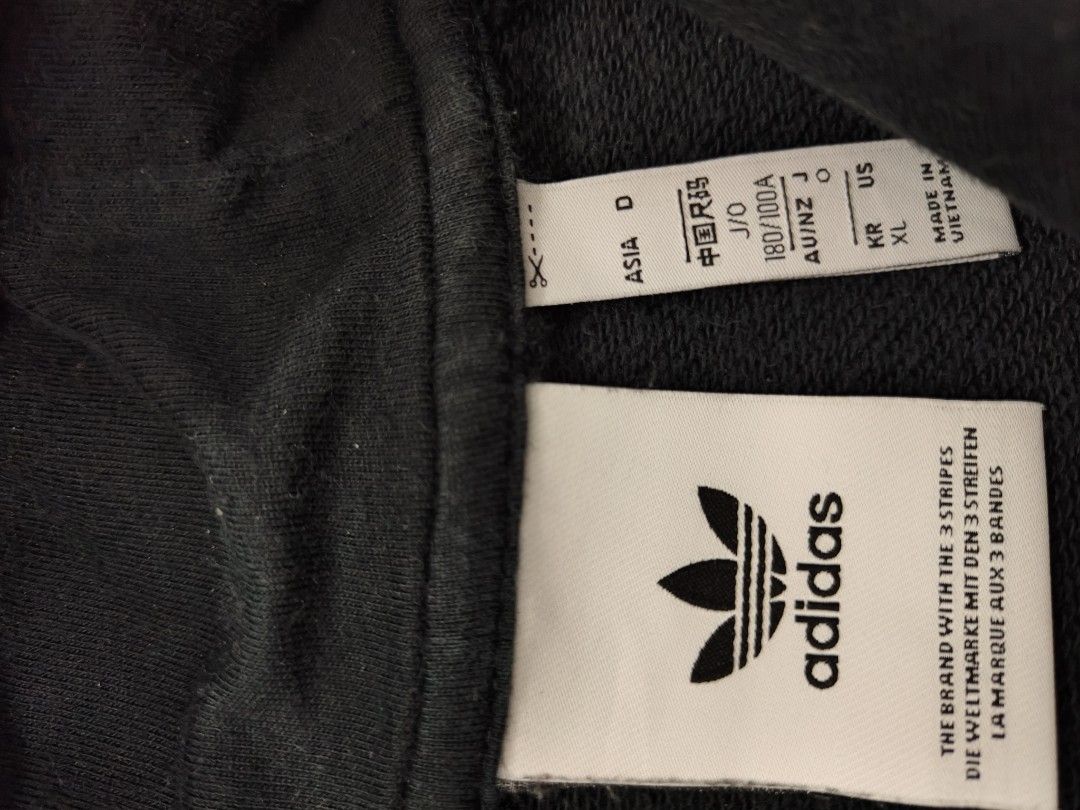 ASIA D
中国尺码
J/O
180/100A
AU/NZ J
O
KR US
XL
MADE IN
VIETNAM
adidas
THE BRAND WITH THE 3 STRIPES
DIE WELTMARKE MIT DEN 3 STREIFEN
LA MARQUE AUX 3 BANDES